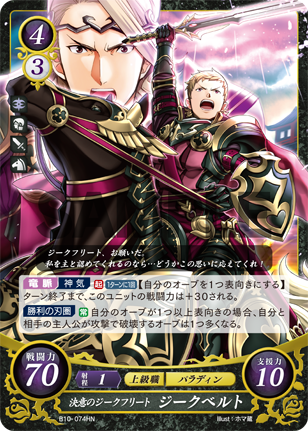 4
3
ジークフリート、お願いだ。
私を主と認めてくれるのなら…どうかこの思いに応えてくれ！
竜脈 神気 起 1ターンに1回 【自分のオーブを1つ表向きにする】
ターン終了まで、このユニットの戦闘力は＋30される。
勝利の刃圏 常 自分のオーブが1つ以上表向きの場合、自分と
相手の主人公が攻撃で破壊するオーブは1つ多くなる。
戦闘力
70
射程 1 上級職 パラディン
支援力
10
決意のジークフリート ジークベルト
B10-074HN
Illust：ホマ蔵